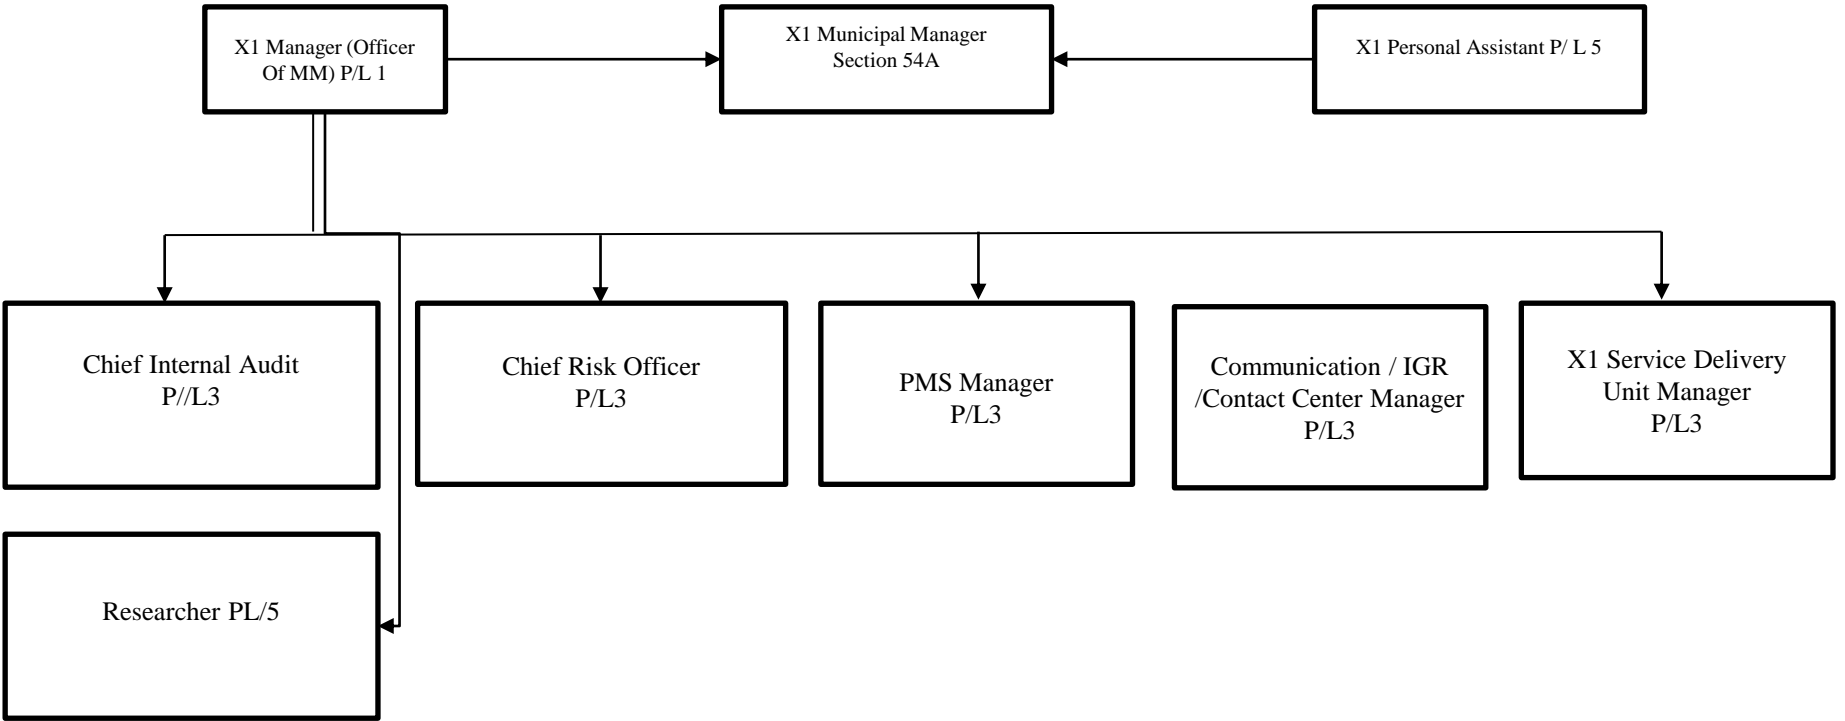 X1 Manager (Officer
Of MM) P/L 1
X1 Municipal Manager
Section 54A
X1 Personal Assistant P/ L 5
Chief Internal Audit
P//L3
Chief Risk Officer
P/L3
PMS Manager
P/L3
Communication / IGR
/Contact Center Manager
P/L3
X1 Service Delivery
Unit Manager
P/L3
Researcher PL/5